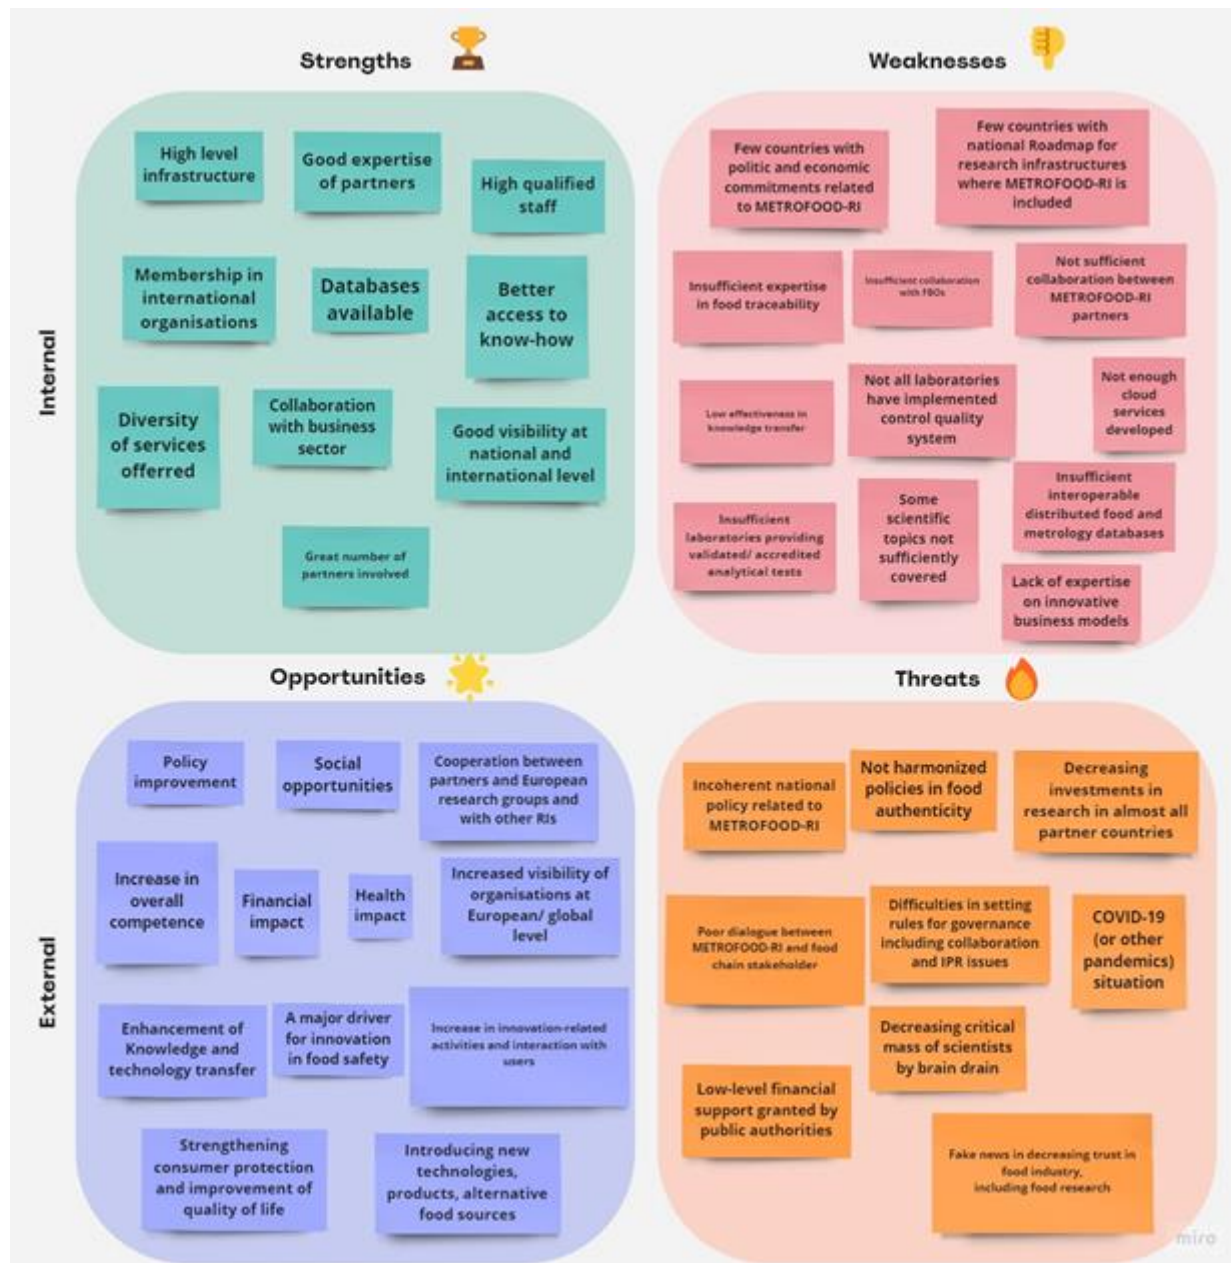 Strengths
Weaknesses
Internal
High level
infrastructure
Good expertise
of partners
High qualified
staff
Membership in
international
organisations
Databases
available
Better
access to
know-how
Diversity
of services
offerred
Collaboration
with business
sector
Good visibility at
national and
international level
Great number of
partners involved
Few countries with
politic and economic
commitments related
to METROFOOD-RI
Few countries with
national Roadmap for
research infrastructures
where METROFOOD-RI is
included
Insufficient expertise
in food traceability
Insufficient collaboration
with FBOs
Not sufficient
collaboration between
METROFOOD-RI
partners
Low effectiveness in
knowledge transfer
Not all laboratories
have implemented
control quality
system
Not enough
cloud
services
developed
Insufficient
laboratories providing
validated/ accredited
analytical tests
Some
scientific
topics not
sufficiently
covered
Insufficient
interoperable
distributed food and
metrology databases
Lack of expertise
on innovative
business models
Opportunities
Threats
External
Policy
improvement
Social
opportunities
Cooperation between
partners and European
research groups and
with other RIs
Increase in
overall
competence
Financial
impact
Health
impact
Increased visibility of
organisations at
European/ global
level
Enhancement of
Knowledge and
technology transfer
A major driver
for innovation
in food safety
Increase in innovation-related
activities and interaction with
users
Strengthening
consumer protection
and improvement of
quality of life
Introducing new
technologies,
products, alternative
food sources
Incoherent national
policy related to
METROFOOD-RI
Not harmonized
policies in food
authenticity
Decreasing
investments in
research in almost all
partner countries
Poor dialogue between
METROFOOD-RI and food
chain stakeholder
Difficulties in setting
rules for governance
including collaboration
and IPR issues
COVID-19
(or other
pandemics)
situation
Low-level financial
support granted by
public authorities
Decreasing critical
mass of scientists
by brain drain
Fake news in decreasing trust in
food industry,
including food research
miro